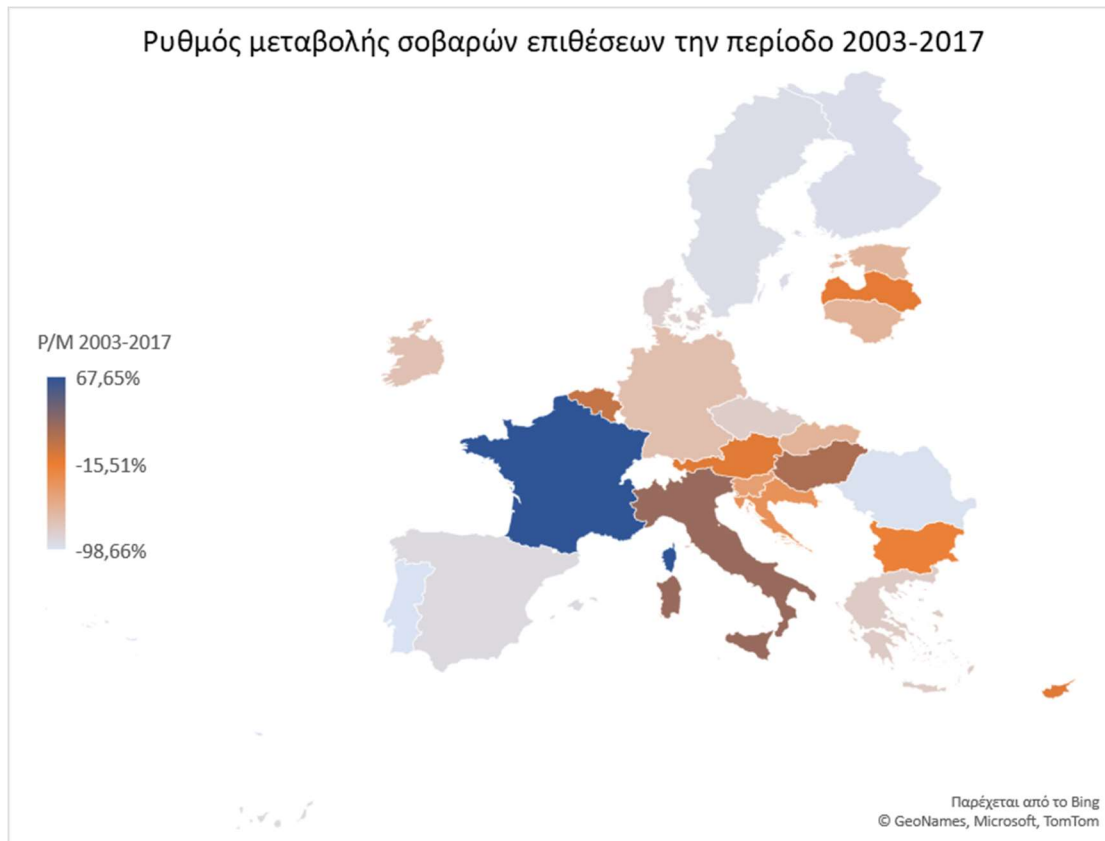 Ρυθμός μεταβολής σοβαρών επιθέσεων την περίοδο 2003-2017
Ρ/Μ 2003-2017
67,65%
-15,51%
-98,66%
Παρέχεται από το Bing
© GeoNames, Microsoft, TomTom